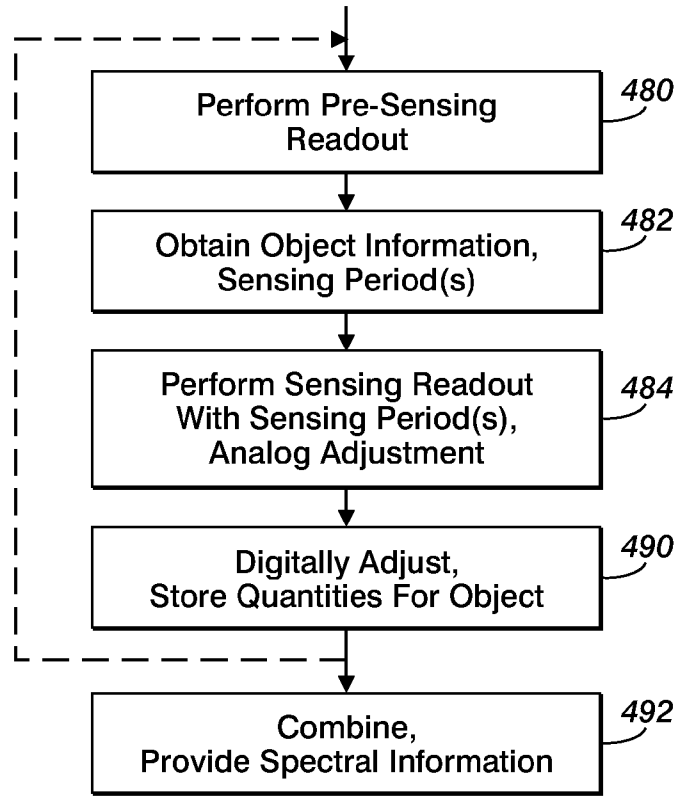 Perform Pre-Sensing
Readout
480
Obtain Object Information,
Sensing Period(s)
482
Perform Sensing Readout
With Sensing Period(s),
Analog Adjustment
484
Digitally Adjust,
Store Quantities For Object
490
Combine,
Provide Spectral Information
492